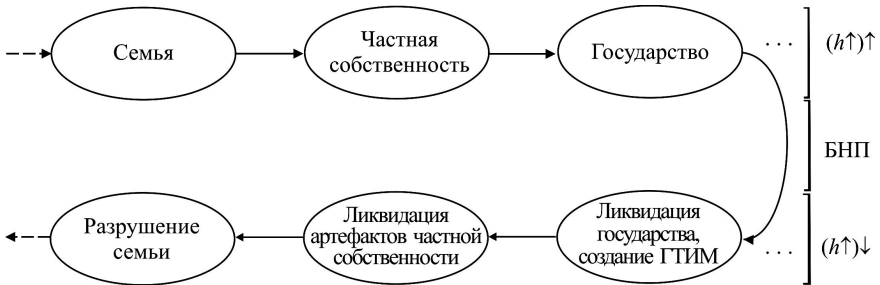 Семья
Частная
собственность
Государство
. . .
(h↑)↑
БНП
Разрушение
семьи
Ликвидация
артефактов частной
собственности
Ликвидация
государства,
создание ГТИМ
. . .
(h↑)↓